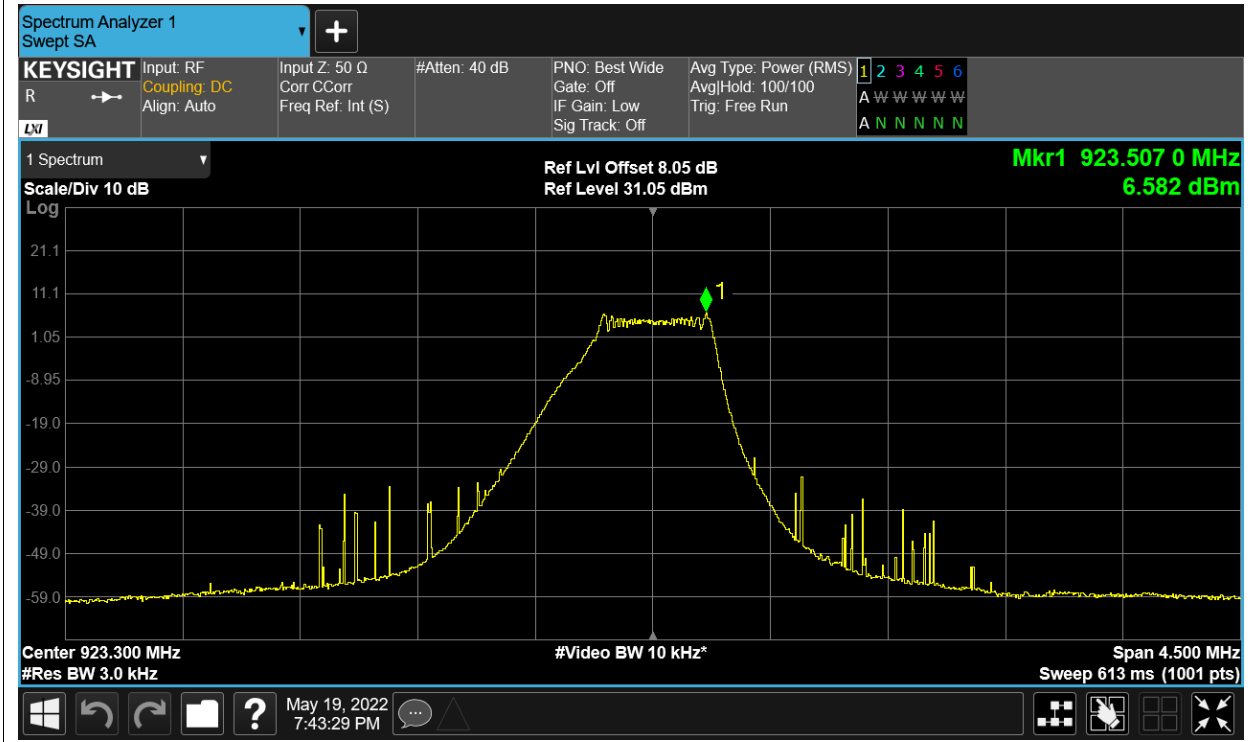 Spectrum Analyzer 1
Swept SA
KEYSIGHT
R
LXI
Input: RF
Coupling: DC
Align: Auto
Input Z: 50 Ω
Corr CCorr
Freq Ref: Int (S)
#Atten: 40 dB
PNO: Best Wide
Gate: Off
IF Gain: Low
Sig Track: Off
Avg Type: Power (RMS)
Avg|Hold: 100/100
Trig: Free Run
1 2 3 4 5 6
A W W W W W
A N N N N N
1 Spectrum
Scale/Div 10 dB
Log
Ref Lvl Offset 8.05 dB
Ref Level 31.05 dBm
Mkr1 923.507 0 MHz
6.582 dBm
21.1
11.1
1.05
-8.95
-19.0
-29.0
-39.0
-49.0
-59.0
1
Center 923.300 MHz
#Res BW 3.0 kHz
#Video BW 10 kHz*
Span 4.500 MHz
Sweep 613 ms (1001 pts)
?
May 19, 2022
7:43:29 PM